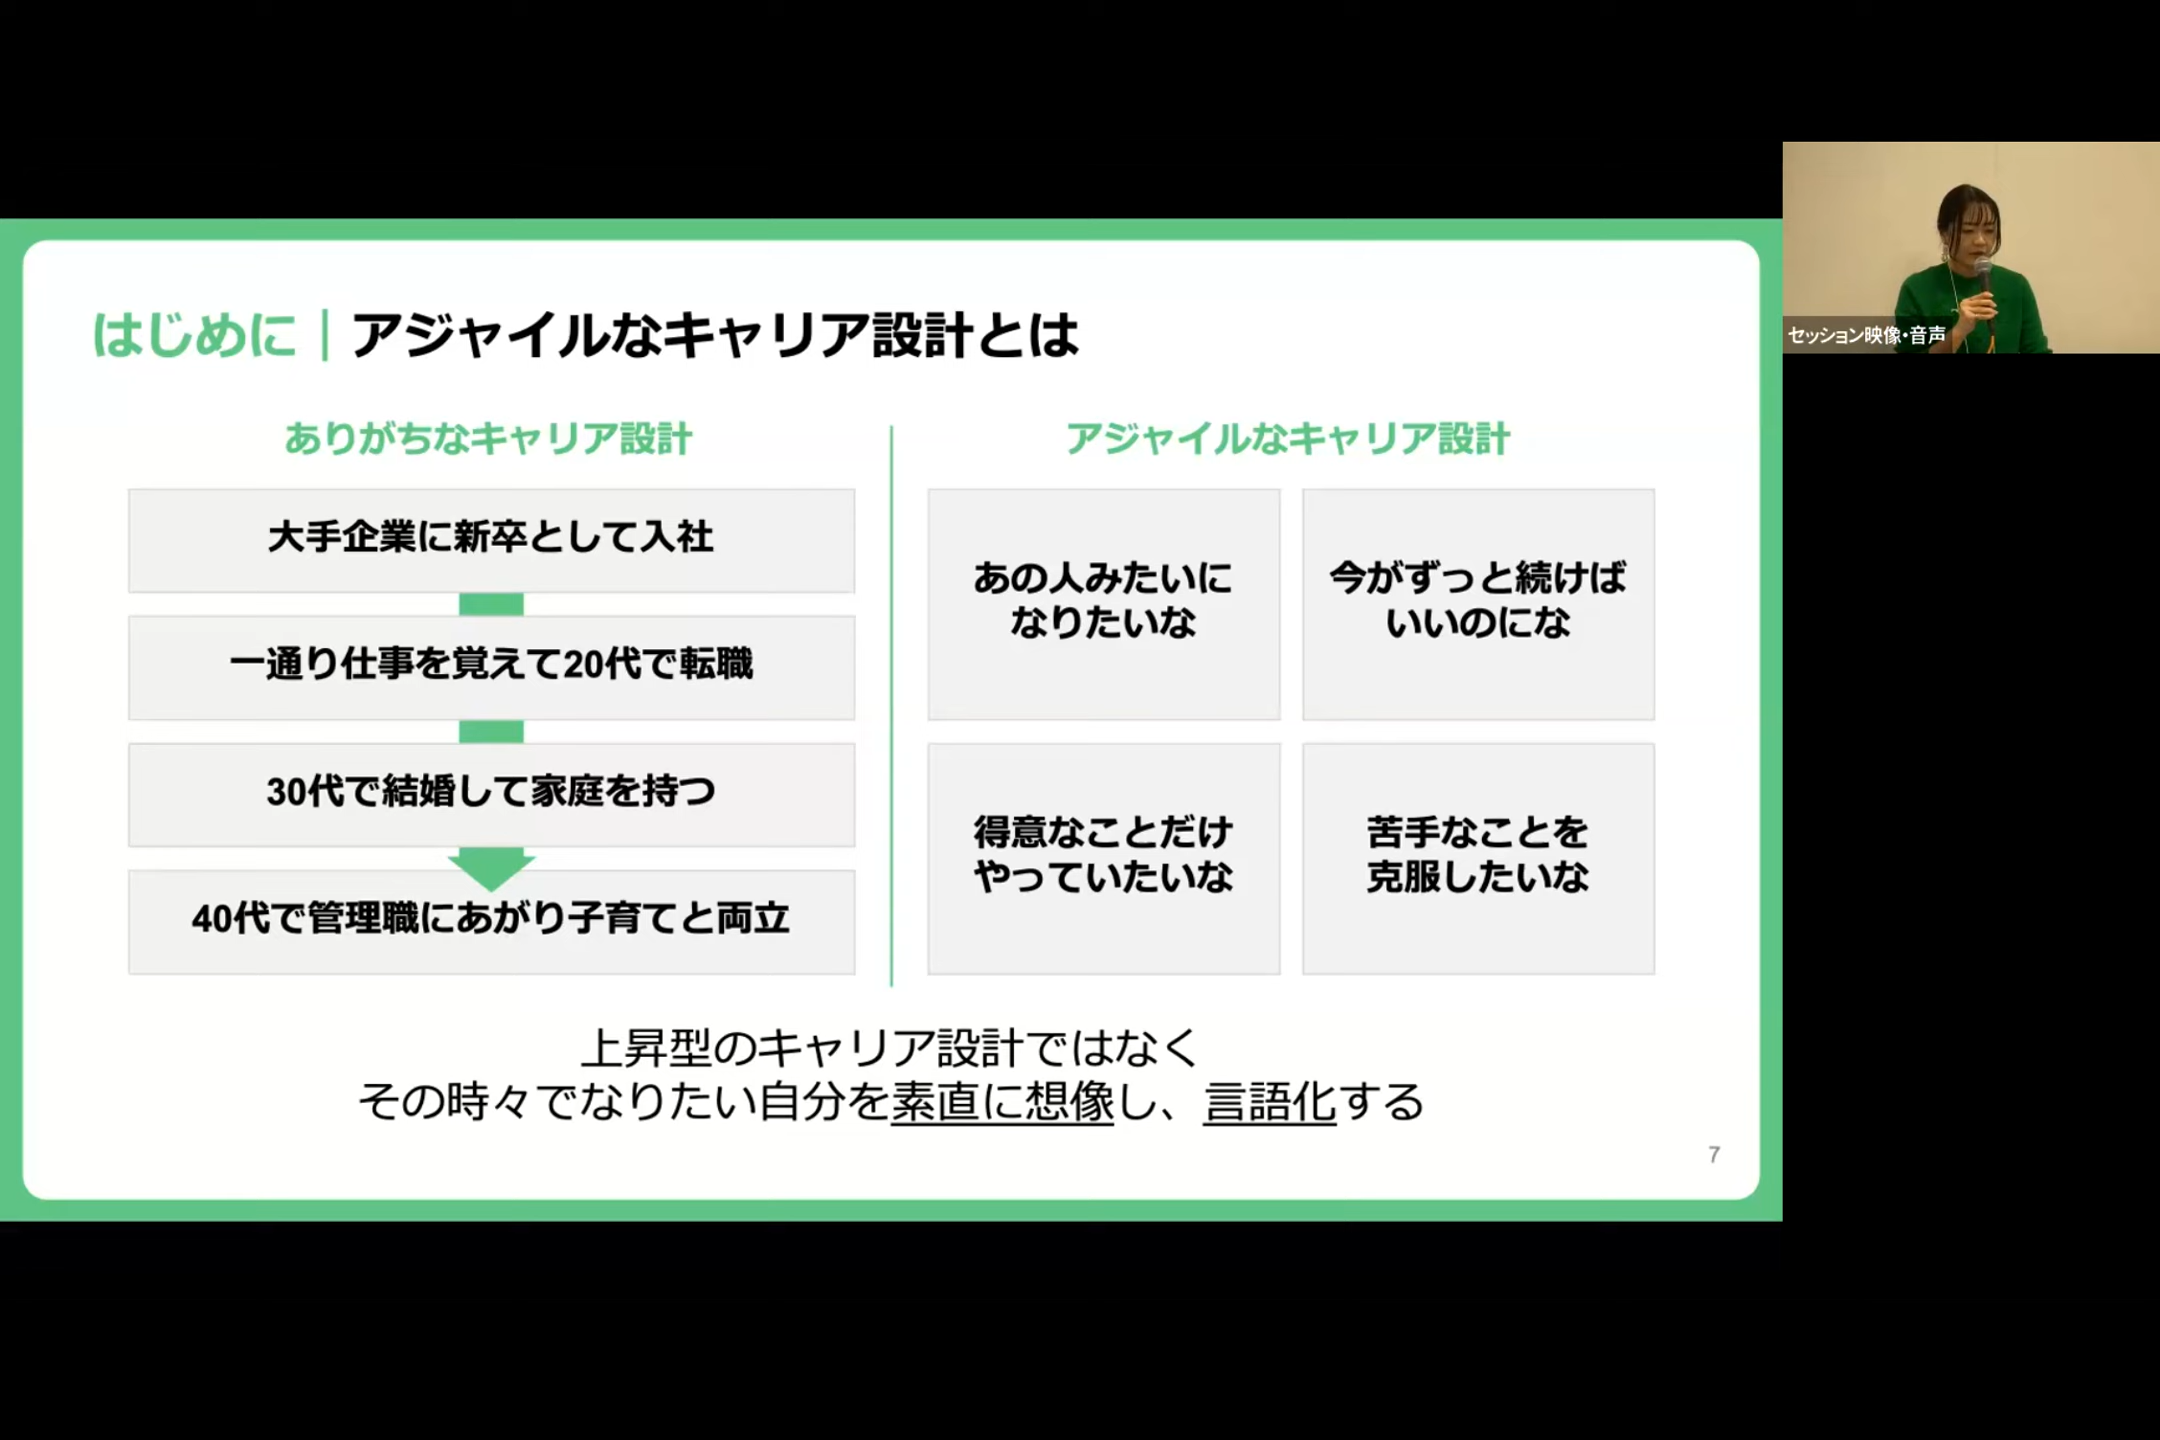 はじめに｜アジャイルなキャリア設計とは
ありがちなキャリア設計
大手企業に新卒として入社
一通り仕事を覚えて20代で転職
30代で結婚して家庭を持つ
40代で管理職にあがり子育てと両立
アジャイルなキャリア設計
あの人みたいに
なりたいな
今がずっと続けば
いいのにな
得意なことだけ
やっていたいな
苦手なことを
克服したいな
上昇型のキャリア設計ではなく
その時々でなりたい自分を素直に想像し、言語化する
7
セッション映像・音声